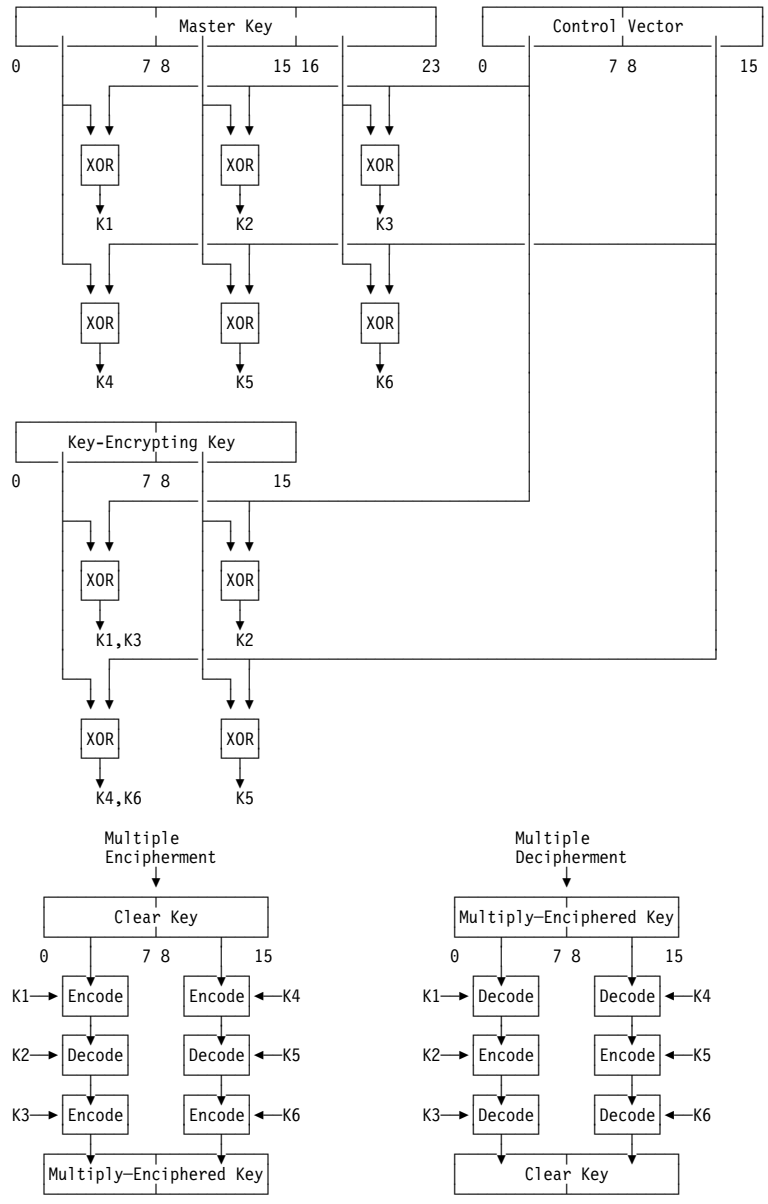 Master Key Control Vector
0 7 8 15 16 23 0 7 8 15
XOR XOR XOR
K1 K2 K3
XOR XOR XOR
K4 K5 K6
Key-Encrypting Key
0 7 8 15
XOR XOR
K1,K3 K2
XOR XOR
K4,K6 K5
Multiple
Encipherment
Clear Key
0 7 8 15
K1 Encode Encode K4
K2 Decode Decode K5
K3 Encode Encode K6
Multiply-Enciphered Key
Multiple
Decipherment
Multiply-Enciphered Key
0 7 8 15
K1 Decode Decode K4
K2 Encode Encode K5
K3 Decode Decode K6
Clear Key